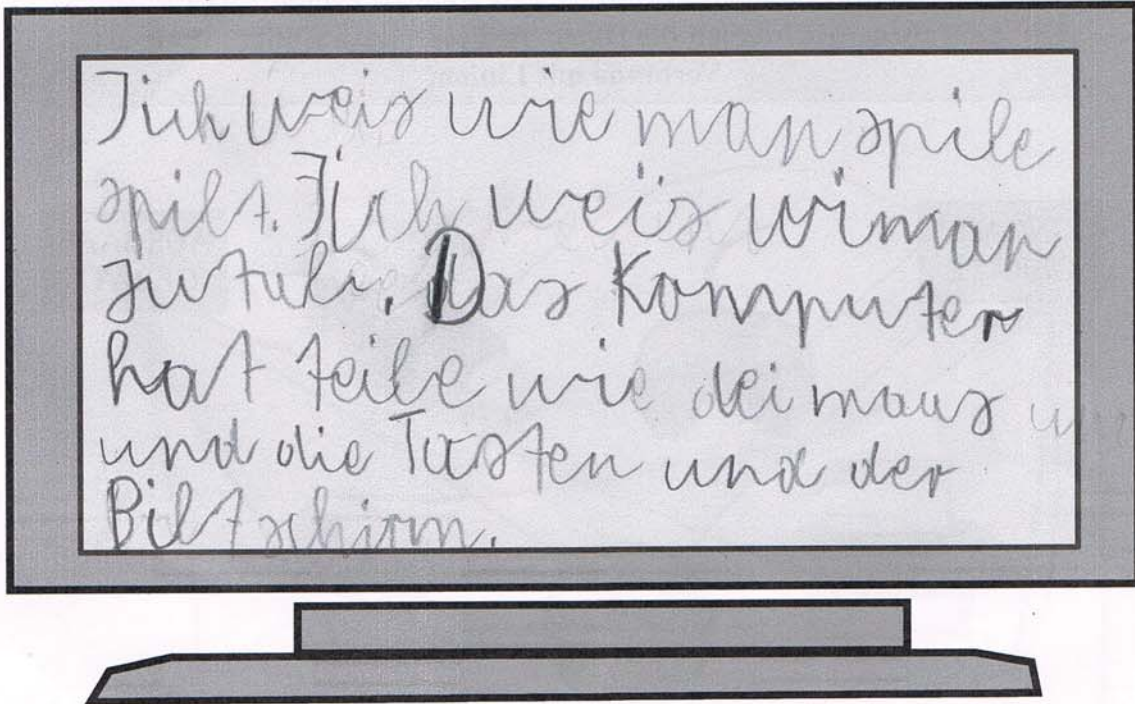 Jich weis wie man spile
spilt. Jich weis wiman
Das Komputer
hat teile wie dei maus
und die Tasten und der
Biltschirm.